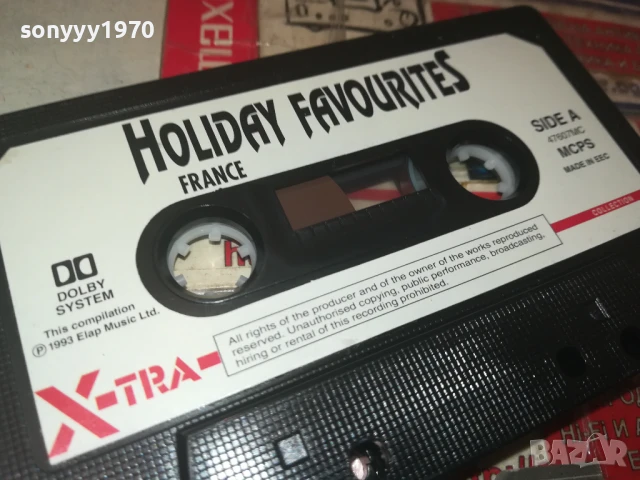 sonyyy1970
HOLIDAY FAVOURITES
FRANCE
SIDE A
47607MC
MCPS
MADE IN EEC
COLLECTION
DOLBY
SYSTEM
This compilation
℗ 1993 Elap Music Ltd.
X-TRA
All rights of the producer and of the owner of the works reproduced
reserved. Unauthorised copying, public performance, broadcasting,
hiring or rental of this recording prohibited.
BAZAR